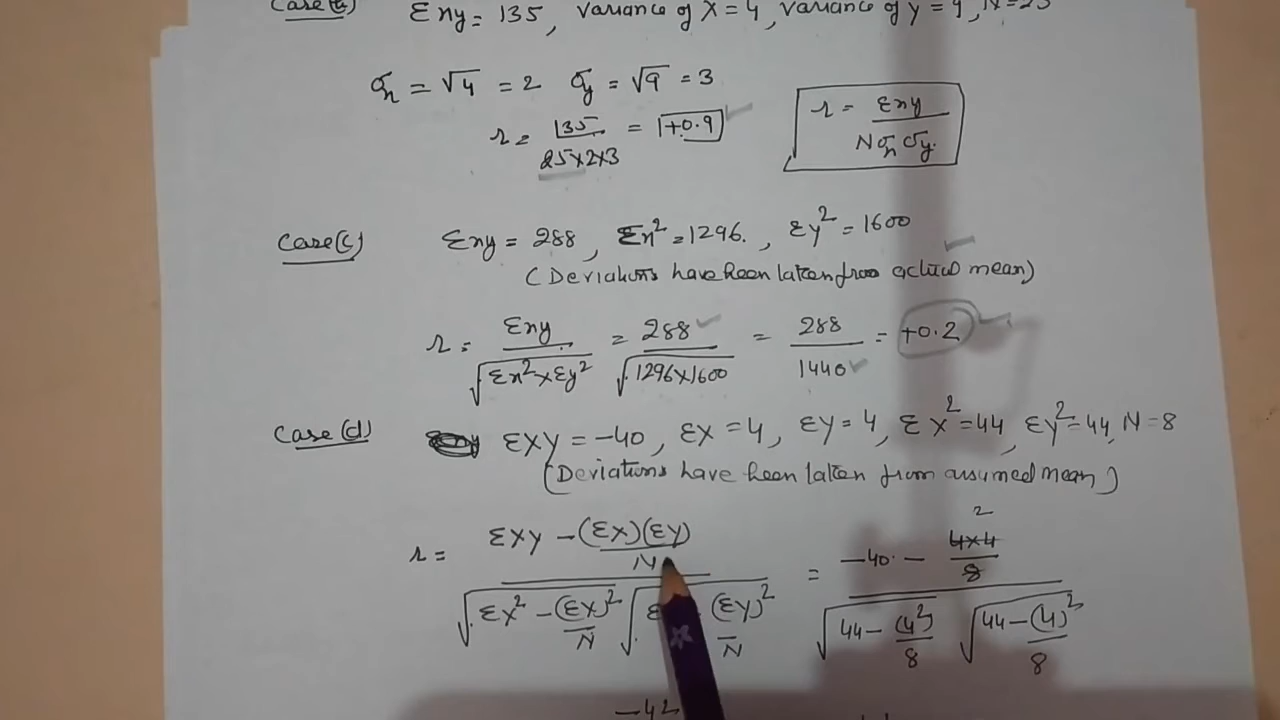 Case(b) Σxy = 135, Variance of X = 4, Variance of Y = 9, N = 25
σx = √4 = 2 σy = √9 = 3
r = 135 / 25×2×3 = +0.9
r = Σxy / Nσxσy.
Case(c) Σxy = 288, Σx² = 1296. , Σy² = 1600
(Deviations have been taken from actual mean)
r = Σxy / √Σx²×Σy² = 288 / √1296×1600 = 288 / 1440 = +0.2
Case(d) ΣXY = -40, ΣX = 4, ΣY = 4, ΣX² = 44, ΣY² = 44, N = 8
(Deviations have been taken from assumed mean)
r = ΣXY - (ΣX)(ΣY) / N / √ΣX² - (ΣX)² / N √Σ - (ΣY)² / N = -40 - 4×4 / 8 2 / √44 - (4²) / 8 √44 - (4)² / 8
-42